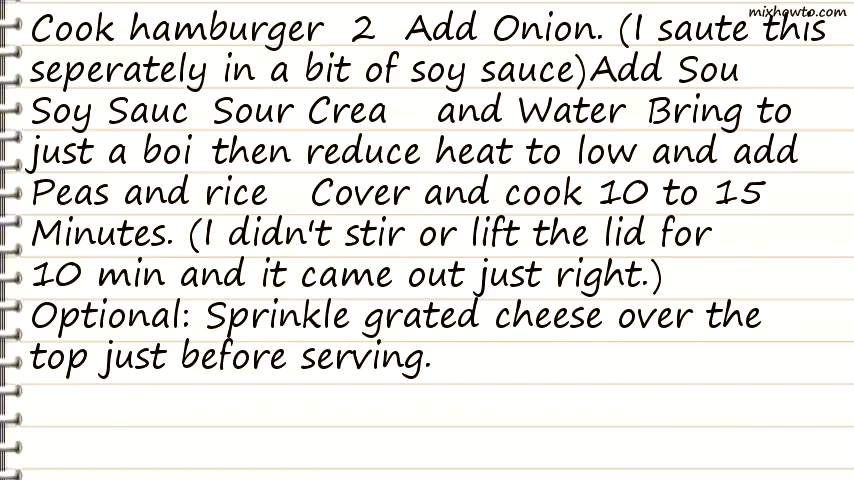 mixhowto.com
Cook hamburger 2 Add Onion. (I saute this
seperately in a bit of soy sauce)Add Sou
Soy Sauc Sour Crea and Water Bring to
just a boi then reduce heat to low and add
Peas and rice Cover and cook 10 to 15
Minutes. (I didn't stir or lift the lid for
10 min and it came out just right.)
Optional: Sprinkle grated cheese over the
top just before serving.